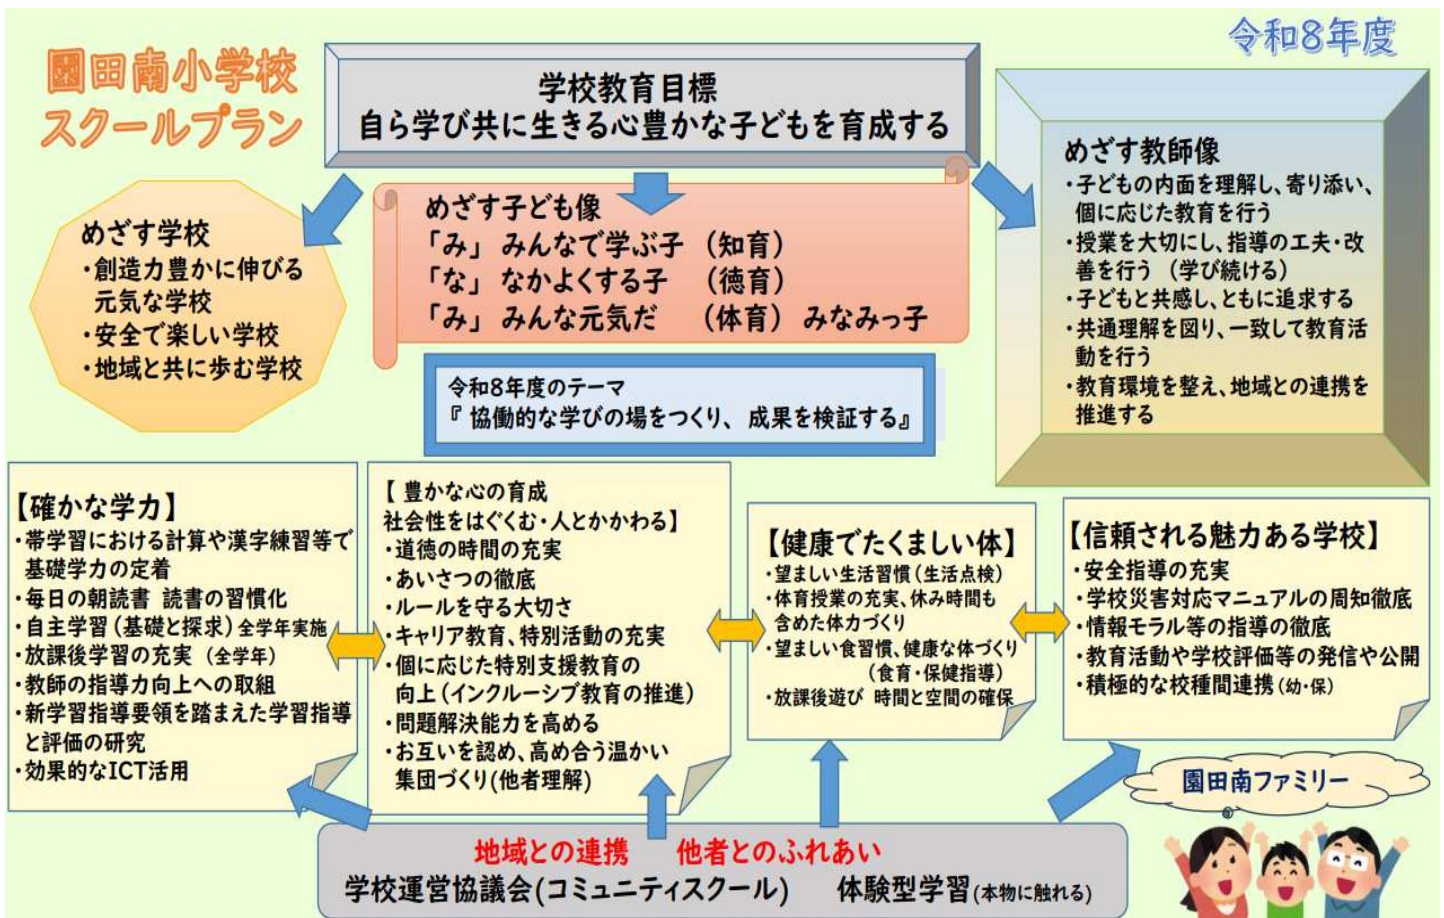 園田南小学校
スクールプラン
令和8年度
学校教育目標
自ら学び共に生きる心豊かな子どもを育成する
めざす学校
・創造力豊かに伸びる
元気な学校
・安全で楽しい学校
・地域と共に歩む学校
めざす子ども像
「み」 みんなで学ぶ子 (知育)
「な」 なかよくする子 (徳育)
「み」 みんな元気だ (体育) みなみっ子
めざす教師像
・子どもの内面を理解し、寄り添い、
個に応じた教育を行う
・授業を大切にし、指導の工夫・改
善を行う (学び続ける)
・子どもと共感し、ともに追求する
・共通理解を図り、一致して教育活
動を行う
・教育環境を整え、地域との連携を
推進する
令和8年度のテーマ
『 協働的な学びの場をつくり、 成果を検証する』
【確かな学力】
・帯学習における計算や漢字練習等で
基礎学力の定着
・毎日の朝読書 読書の習慣化
・自主学習(基礎と探求)全学年実施
・放課後学習の充実 (全学年)
・教師の指導力向上への取組
・新学習指導要領を踏まえた学習指導
と評価の研究
・効果的なICT活用
【 豊かな心の育成
社会性をはぐくむ・人とかかわる】
・道徳の時間の充実
・あいさつの徹底
・ルールを守る大切さ
・キャリア教育、特別活動の充実
・個に応じた特別支援教育の
向上(インクルーシブ教育の推進)
・問題解決能力を高める
・お互いを認め、高め合う温かい
集団づくり(他者理解)
【健康でたくましい体】
・望ましい生活習慣(生活点検)
・体育授業の充実、休み時間も
含めた体力づくり
・望ましい食習慣、健康な体づくり
(食育・保健指導)
・放課後遊び 時間と空間の確保
【信頼される魅力ある学校】
・安全指導の充実
・学校災害対応マニュアルの周知徹底
・情報モラル等の指導の徹底
・教育活動や学校評価等の発信や公開
・積極的な校種間連携(幼・保)
園田南ファミリー
地域との連携 他者とのふれあい
学校運営協議会(コミュニティスクール) 体験型学習(本物に触れる)